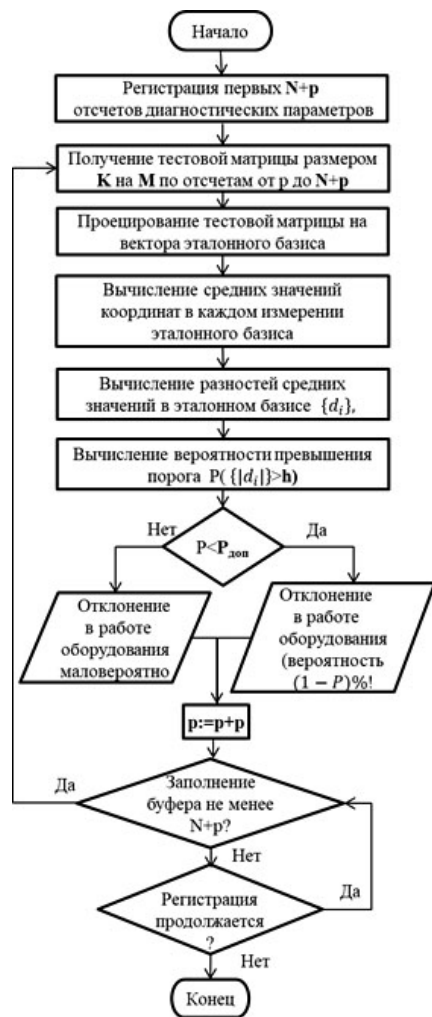 Начало
Регистрация первых N+p
отсчетов диагностических параметров
Получение тестовой матрицы размером
K на M по отсчетам от p до N+p
Проецирование тестовой матрицы на
вектора эталонного базиса
Вычисление средних значений
координат в каждом измерении
эталонного базиса
Вычисление разностей средних
значений в эталонном базисе {dᵢ},
Вычисление вероятности превышения
порога P( {|dᵢ|}>h)
Нет
Да
P<Pдоп
Отклонение
в работе
оборудования
маловероятно
Отклонение
в работе
оборудования
(вероятность
(1 − P)%!
p:=p+p
Да
Заполнение
буфера не менее
N+p?
Нет
Да
Регистрация
продолжается
?
Нет
Конец